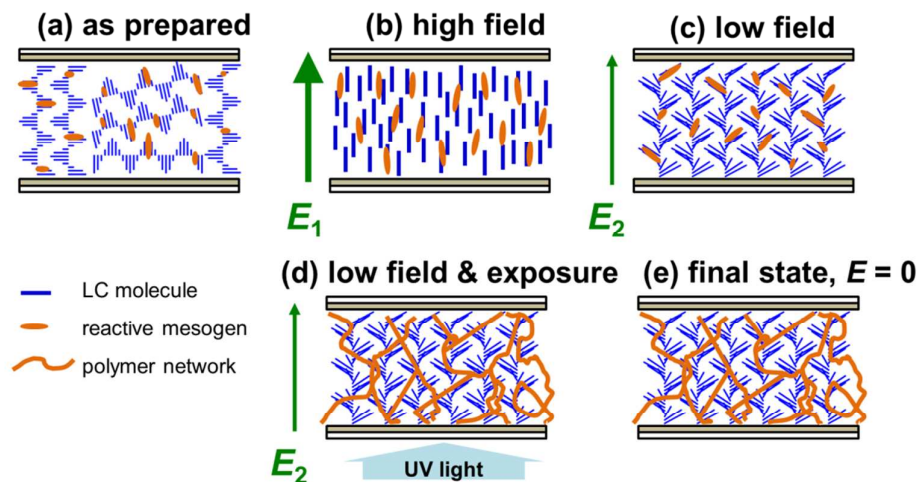 (a) as prepared
(b) high field
(c) low field
E1
E2
(d) low field & exposure
(e) final state, E = 0
LC molecule
reactive mesogen
polymer network
E2
UV light